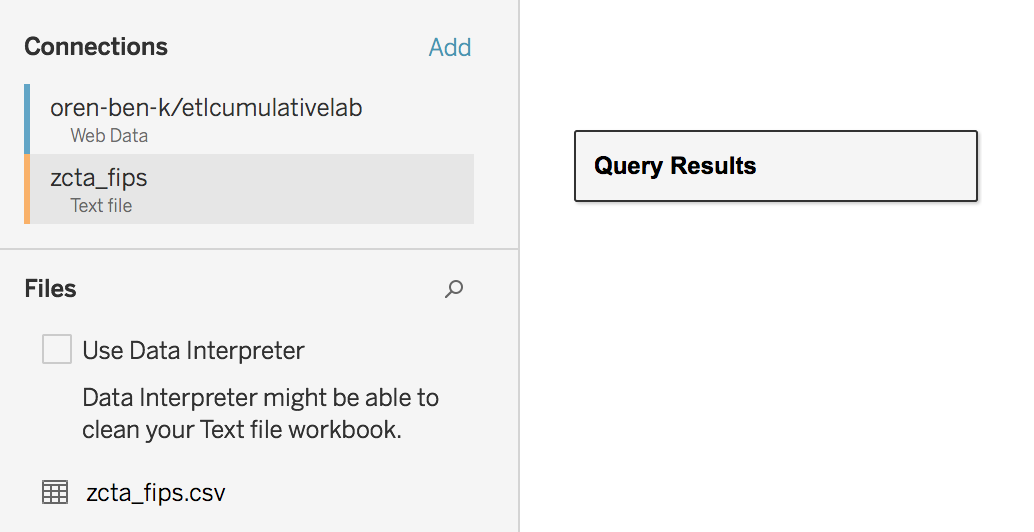 Connections
Add
oren-ben-k/etlcumulativelab
Web Data
zcta_fips
Text file
Files
Use Data Interpreter
Data Interpreter might be able to
clean your Text file workbook.
zcta_fips.csv
Query Results